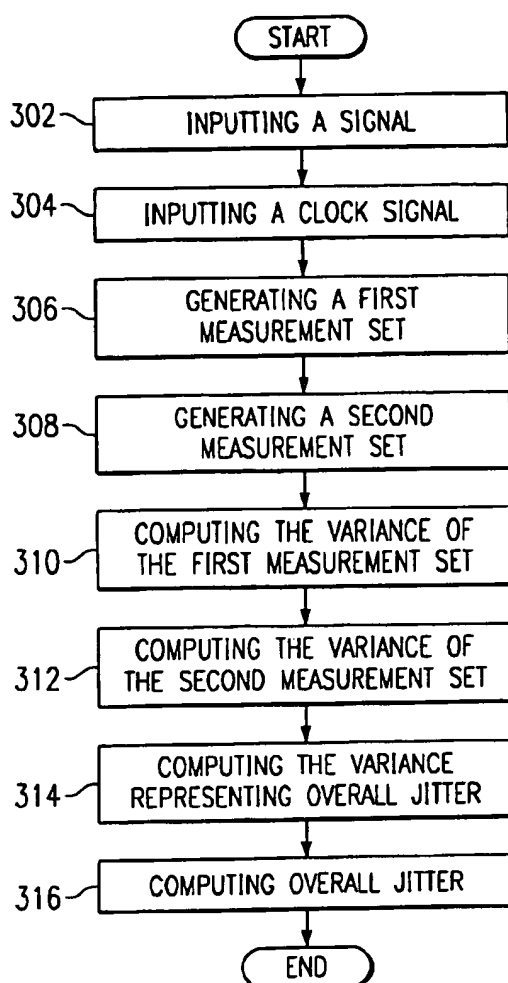 START
302
INPUTTING A SIGNAL
304
INPUTTING A CLOCK SIGNAL
306
GENERATING A FIRST
MEASUREMENT SET
308
GENERATING A SECOND
MEASUREMENT SET
310
COMPUTING THE VARIANCE OF
THE FIRST MEASUREMENT SET
312
COMPUTING THE VARIANCE OF
THE SECOND MEASUREMENT SET
314
COMPUTING THE VARIANCE
REPRESENTING OVERALL JITTER
316
COMPUTING OVERALL JITTER
END